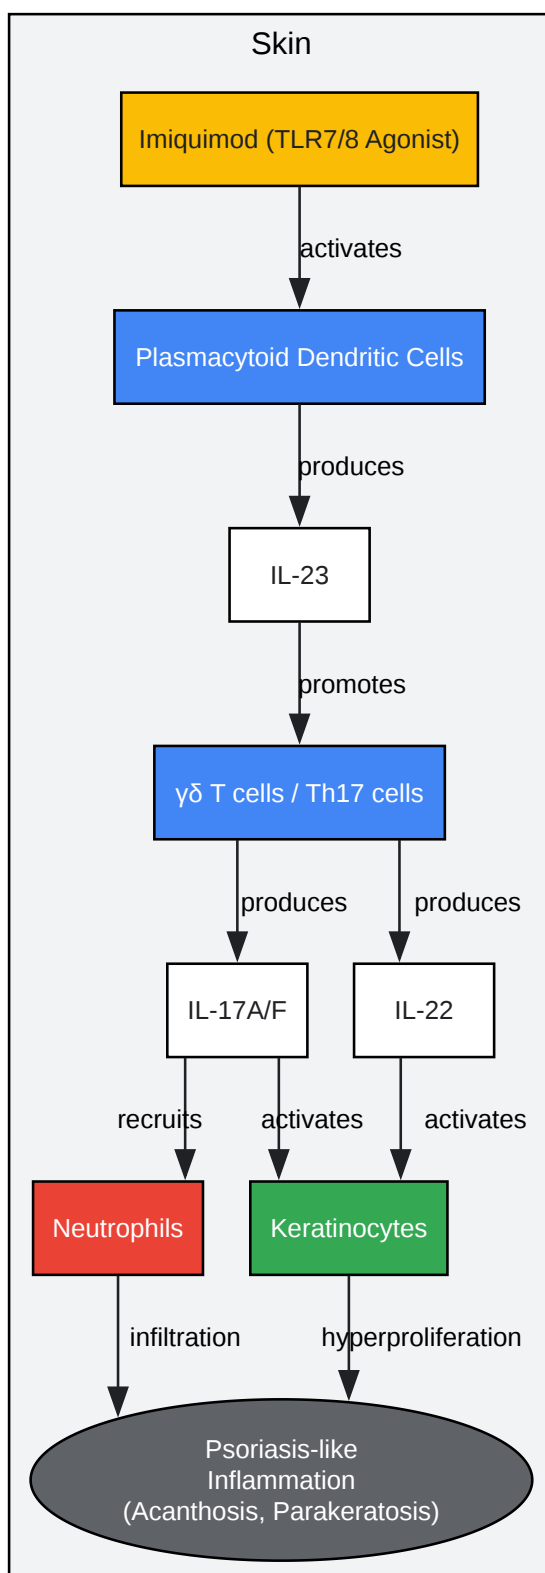 Skin
Imiquimod (TLR7/8 Agonist)
activates
Plasmacytoid Dendritic Cells
produces
IL-23
promotes
γδ T cells / Th17 cells
produces
produces
IL-17A/F
IL-22
recruits
activates
activates
Neutrophils
Keratinocytes
infiltration
hyperproliferation
Psoriasis-like
Inflammation
(Acanthosis, Parakeratosis)